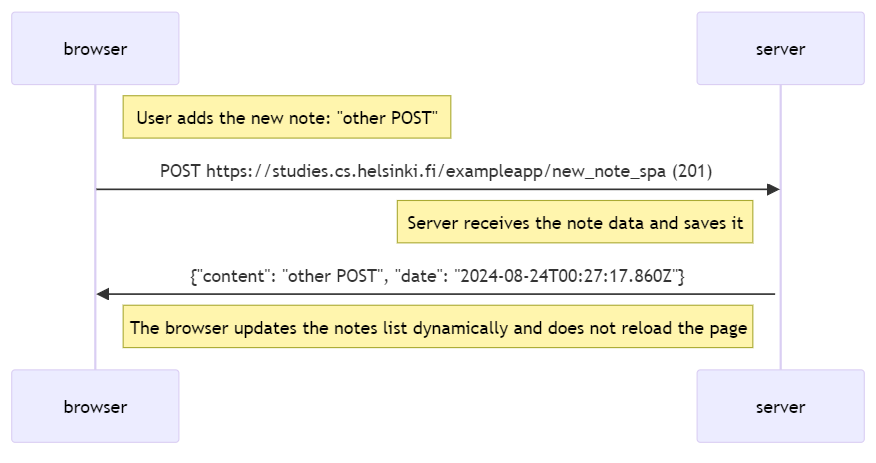 browser
server
User adds the new note: "other POST"
POST https://studies.cs.helsinki.fi/exampleapp/new_note_spa (201)
Server receives the note data and saves it
{"content": "other POST", "date": "2024-08-24T00:27:17.860Z"}
The browser updates the notes list dynamically and does not reload the page
browser
server